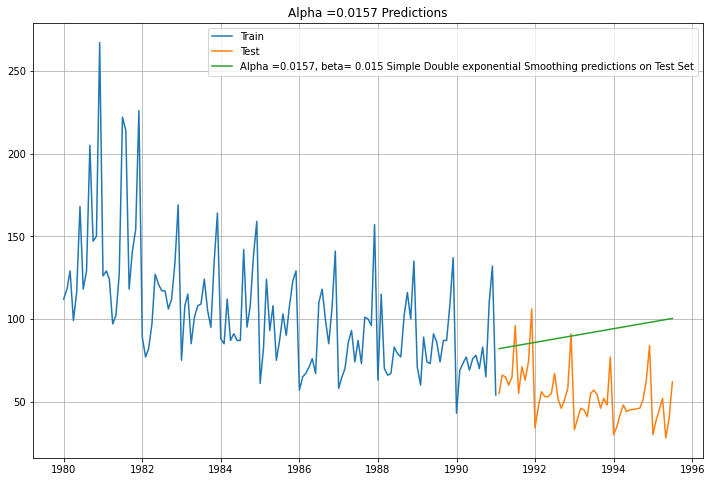 Alpha =0.0157 Predictions
Train
Test
Alpha =0.0157, beta= 0.015 Simple Double exponential Smoothing predictions on Test Set
250
200
150
100
50
1980 1982 1984 1986 1988 1990 1992 1994 1996